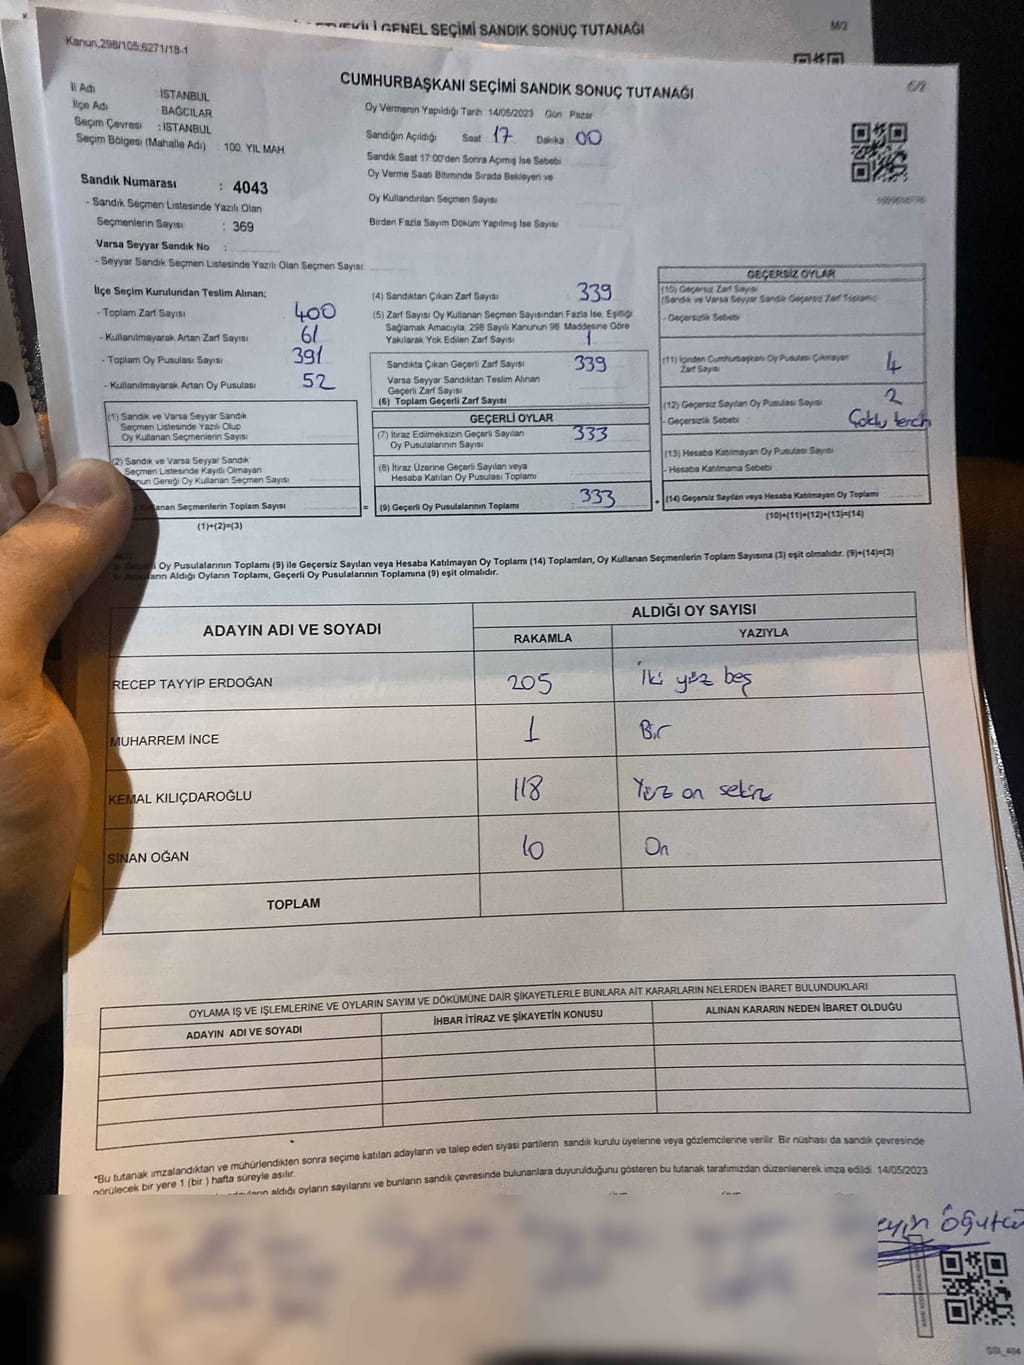 GENEL SEÇİMİ SANDIK SONUÇ TUTANAĞI
M/2
Kanun,298/105;6271/18-1
CUMHURBAŞKANI SEÇİMİ SANDIK SONUÇ TUTANAĞI
İl Adı : İSTANBUL
İlçe Adı BAĞCILAR
Seçim Çevresi : İSTANBUL
Seçim Bölgesi (Mahalle Adı) : 100. YIL MAH.
Oy Vermenin Yapıldığı Tarih 14/05/2023 Gün Pazar
Sandığın Açıldığı Saat 17 Dakika 00
Sandık Saat 17:00'den Sonra Açmış İse Sebebi
Oy Verme Saati Bitiminde Sırada Bekleyen ve
Oy Kullandırılan Seçmen Sayısı
Birden Fazla Sayım Döküm Yapılmış İse Sayısı
Sandık Numarası : 4043
- Sandık Seçmen Listesinde Yazılı Olan
Seçmenlerin Sayısı : 369
Varsa Seyyar Sandık No :
- Seyyar Sandık Seçmen Listesinde Yazılı Olan Seçmen Sayısı
İlçe Seçim Kurulundan Teslim Alınan;
- Toplam Zarf Sayısı 400
- Kullanılmayarak Artan Zarf Sayısı 61
- Toplam Oy Pusulası Sayısı 391
- Kullanılmayarak Artan Oy Pusulası 52
(1) Sandık ve Varsa Seyyar Sandık
Seçmen Listesinde Yazılı Olup
Oy Kullanan Seçmenlerin Sayısı
(2) Sandık ve Varsa Seyyar Sandık
Seçmen Listesinde Kayıtlı Olmayan
Gereği Oy Kullanan Seçmen Sayısı
Seçmenlerin Toplam Sayısı =
(1)+(2)=(3)
(4) Sandıktan Çıkan Zarf Sayısı 339
(5) Zarf Sayısı Oy Kullanan Seçmen Sayısından Fazla İse, Eşitliği
Sağlamak Amacıyla, 298 Sayılı Kanunun 98. Maddesine Göre
Yakılarak Yok Edilen Zarf Sayısı 1
Sandıkta Çıkan Geçerli Zarf Sayısı 339
Varsa Seyyar Sandıktan Teslim Alınan
Geçerli Zarf Sayısı
(6) Toplam Geçerli Zarf Sayısı
GEÇERLİ OYLAR
(7) İtiraz Edilmeksizin Geçerli Sayılan 333
Oy Pusulalarının Sayısı
(8) İtiraz Üzerine Geçerli Sayılan veya
Hesaba Katılan Oy Pusulası Toplamı
(9) Geçerli Oy Pusulalarının Toplamı 333 +
GEÇERSİZ OYLAR
(10) Geçersiz Zarf Sayısı
(Sandık ve Varsa Seyyar Sandık Geçersiz Zarf Toplamı)
- Geçersizlik Sebebi
(11) İçinden Cumhurbaşkanı Oy Pusulası Çıkmayan
Zarf Sayısı 4
(12) Geçersiz Sayılan Oy Pusulası Sayısı 2
- Geçersizlik Sebebi Çoklu tercih
(13) Hesaba Katılmayan Oy Pusulası Sayısı
- Hesaba Katılmama Sebebi
(14) Geçersiz Sayılan veya Hesaba Katılmayan Oy Toplamı
(10)+(11)+(12)+(13)=(14)
Oy Pusulalarının Toplamı (9) ile Geçersiz Sayılan veya Hesaba Katılmayan Oy Toplamı (14) Toplamları, Oy Kullanan Seçmenlerin Toplam Sayısına (3) eşit olmalıdır. (9)+(14)=(3)
Aldığı Oyların Toplamı, Geçerli Oy Pusulalarının Toplamına (9) eşit olmalıdır.
ADAYIN ADI VE SOYADI
ALDIĞI OY SAYISI
RAKAMLA YAZIYLA
RECEP TAYYİP ERDOĞAN 205 İki yüz beş
MUHARREM İNCE 1 Bir
KEMAL KILIÇDAROĞLU 118 Yüz on sekiz
SİNAN OĞAN 10 On
TOPLAM
OYLAMA İŞ VE İŞLEMLERİNE VE OYLARIN SAYIM VE DÖKÜMÜNE DAİR ŞİKAYETLERLE BUNLARA AİT KARARLARIN NELERDEN İBARET BULUNDUKLARI
ADAYIN ADI VE SOYADI İHBAR İTİRAZ VE ŞİKAYETİN KONUSU ALINAN KARARIN NEDEN İBARET OLDUĞU
*Bu tutanak imzalandıktan ve mühürlendikten sonra seçime katılan adayların ve talep eden siyasi partilerin sandık kurulu üyelerine veya gözlemcilerine verilir. Bir nüshası da sandık çevresinde
görülecek bir yere 1 (bir) hafta süreyle asılır.
aldığı oyların sayılarını ve bunların sandık çevresinde bulunanlara duyurulduğunu gösteren bu tutanak tarafımızdan düzenlenerek imza edildi. 14/05/2023